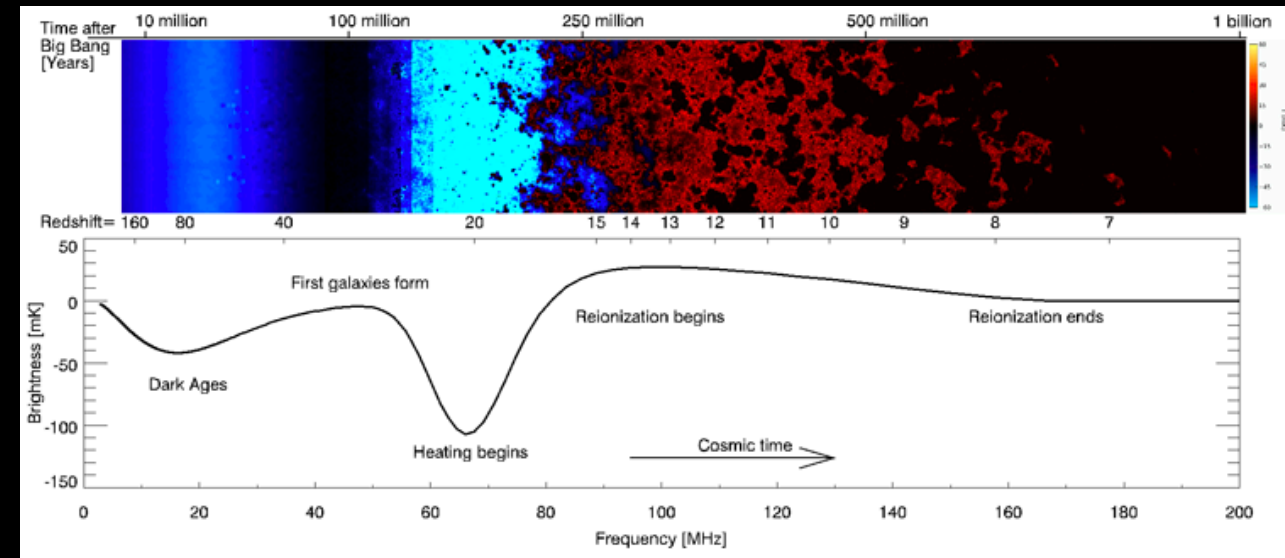 Time after
Big Bang
[Years]
10 million 100 million 250 million 500 million 1 billion
Redshift= 160 80 40 20 15 14 13 12 11 10 9 8 7
50
0
-50
-100
-150
Brightness [mK]
First galaxies form
Reionization begins
Reionization ends
Dark Ages
Heating begins
Cosmic time
0 20 40 60 80 100 120 140 160 180 200
Frequency [MHz]